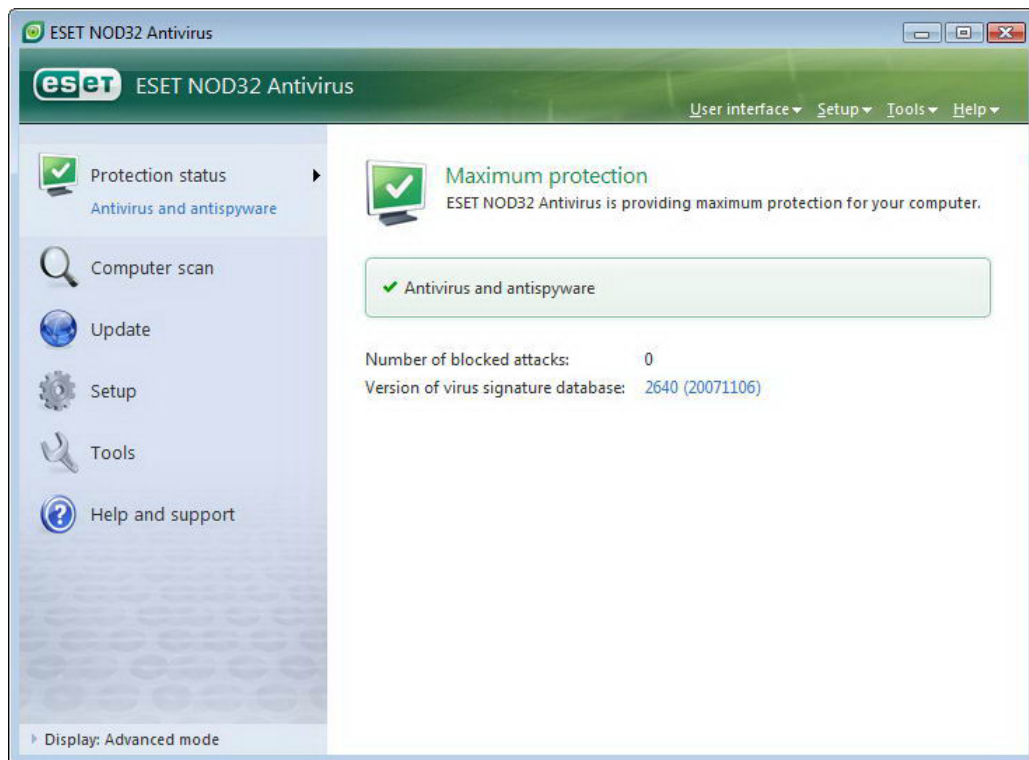 ESET NOD32 Antivirus
eset ESET NOD32 Antivirus
User interface Setup Tools Help
Protection status
Antivirus and antispyware
Computer scan
Update
Setup
Tools
Help and support
Display: Advanced mode
Maximum protection
ESET NOD32 Antivirus is providing maximum protection for your computer.
Antivirus and antispyware
Number of blocked attacks: 0
Version of virus signature database: 2640 (20071106)